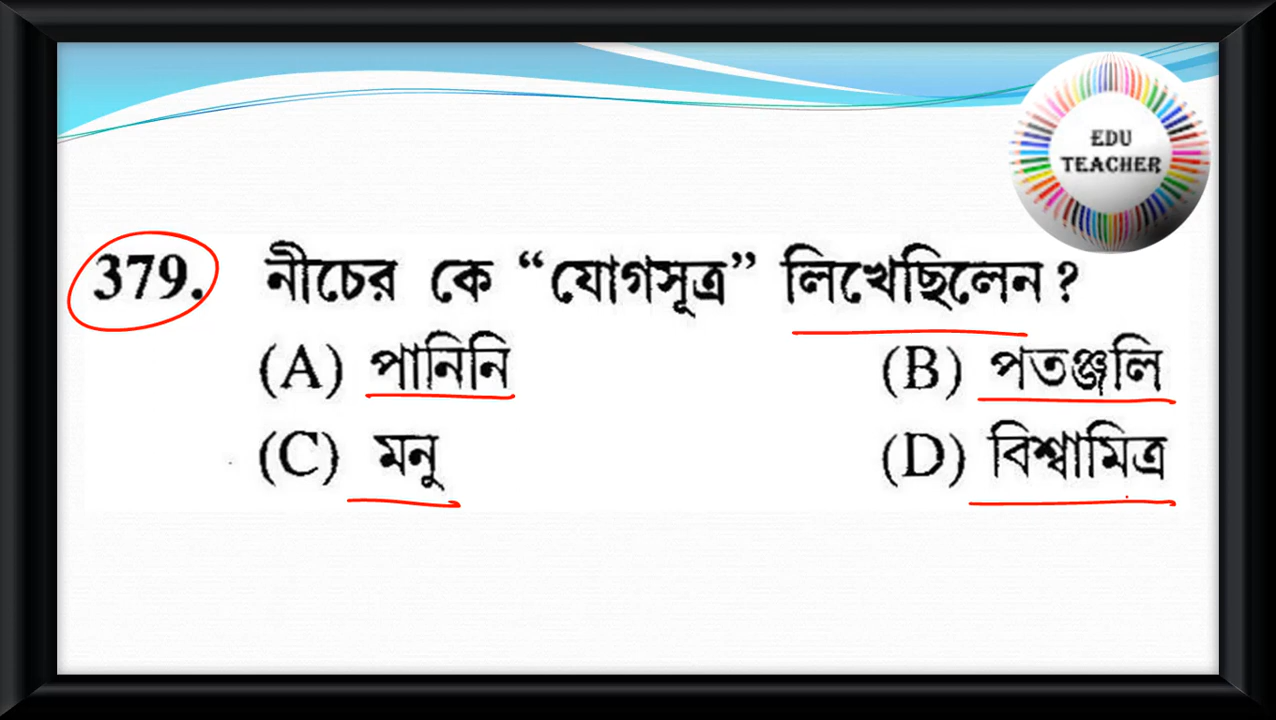 EDU
TEACHER
379. নীচের কে “যোগসূত্র” লিখেছিলেন ?
(A) পানিনি (B) পতঞ্জলি
(C) মনু (D) বিশ্বামিত্র